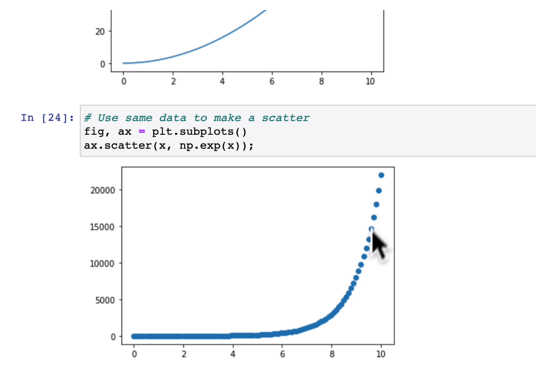 20
0
0 2 4 6 8 10
In [24]: # Use same data to make a scatter
fig, ax = plt.subplots()
ax.scatter(x, np.exp(x));
20000
15000
10000
5000
0
0 2 4 6 8 10